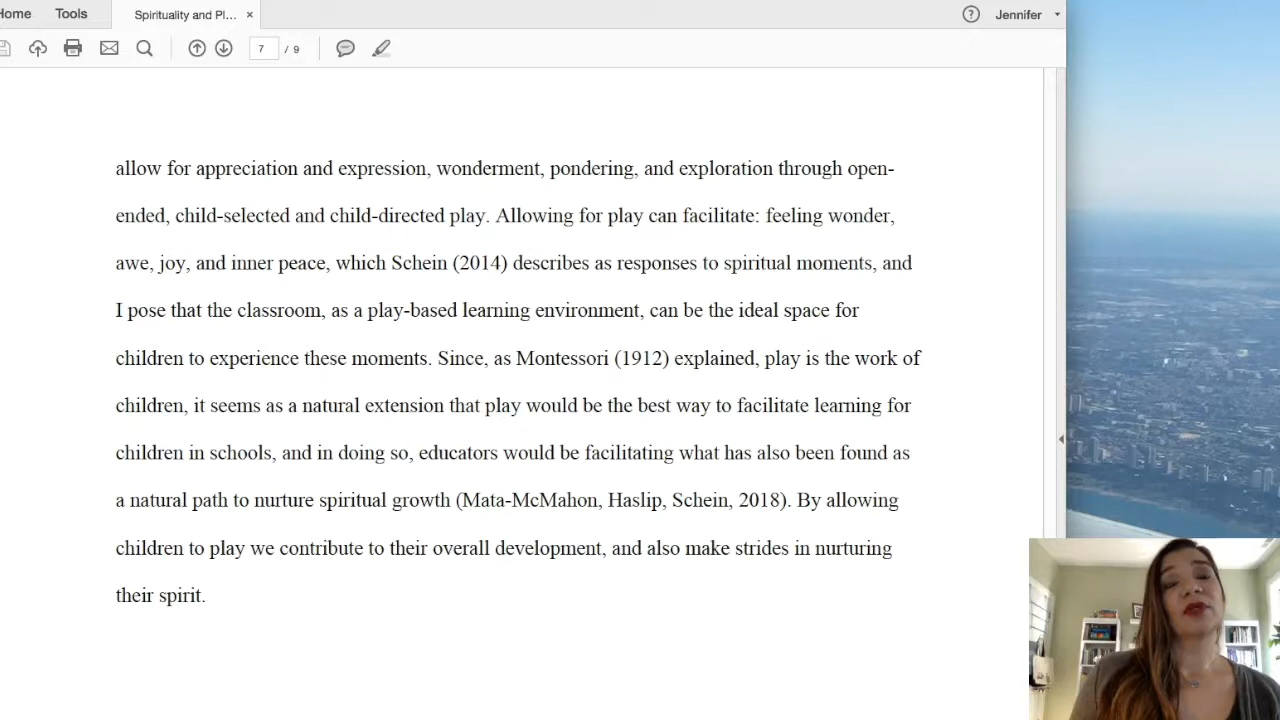 Home Tools Spirituality and Pl... × Jennifer
7 / 9
allow for appreciation and expression, wonderment, pondering, and exploration through open-
ended, child-selected and child-directed play. Allowing for play can facilitate: feeling wonder,
awe, joy, and inner peace, which Schein (2014) describes as responses to spiritual moments, and
I pose that the classroom, as a play-based learning environment, can be the ideal space for
children to experience these moments. Since, as Montessori (1912) explained, play is the work of
children, it seems as a natural extension that play would be the best way to facilitate learning for
children in schools, and in doing so, educators would be facilitating what has also been found as
a natural path to nurture spiritual growth (Mata-McMahon, Haslip, Schein, 2018). By allowing
children to play we contribute to their overall development, and also make strides in nurturing
their spirit.